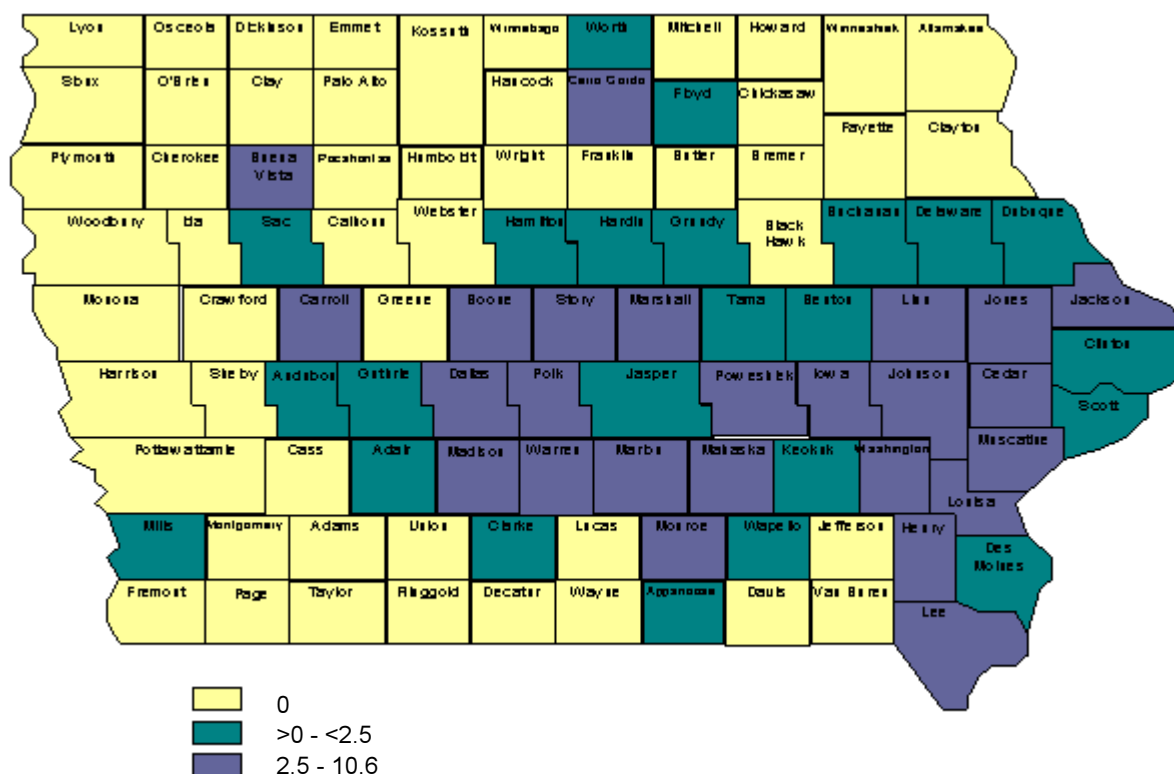 Lyon Osceola Dickinson Emmet Kossuth Winnebago Worth Mitchell Howard Winneshiek Allamakee
Sioux O'Brien Clay Palo Alto Hancock Cerro Gordo Floyd Chickasaw
Plymouth Cherokee Buena Vista Pocahontas Humboldt Wright Franklin Butler Bremer Fayette Clayton
Woodbury Ida Sac Calhoun Webster Hamilton Hardin Grundy Black Hawk Buchanan Delaware Dubuque
Monona Crawford Carroll Greene Boone Story Marshall Tama Benton Linn Jones Jackson
Clinton
Harrison Shelby Audubon Guthrie Dallas Polk Jasper Poweshiek Iowa Johnson Cedar
Scott
Pottawattamie Cass Adair Madison Warren Marion Mahaska Keokuk Washington Muscatine
Louisa
Mills Montgomery Adams Union Clarke Lucas Monroe Wapello Jefferson Henry Des Moines
Fremont Page Taylor Ringgold Decatur Wayne Appanoose Davis Van Buren Lee
0
>0 - <2.5
2.5 - 10.6